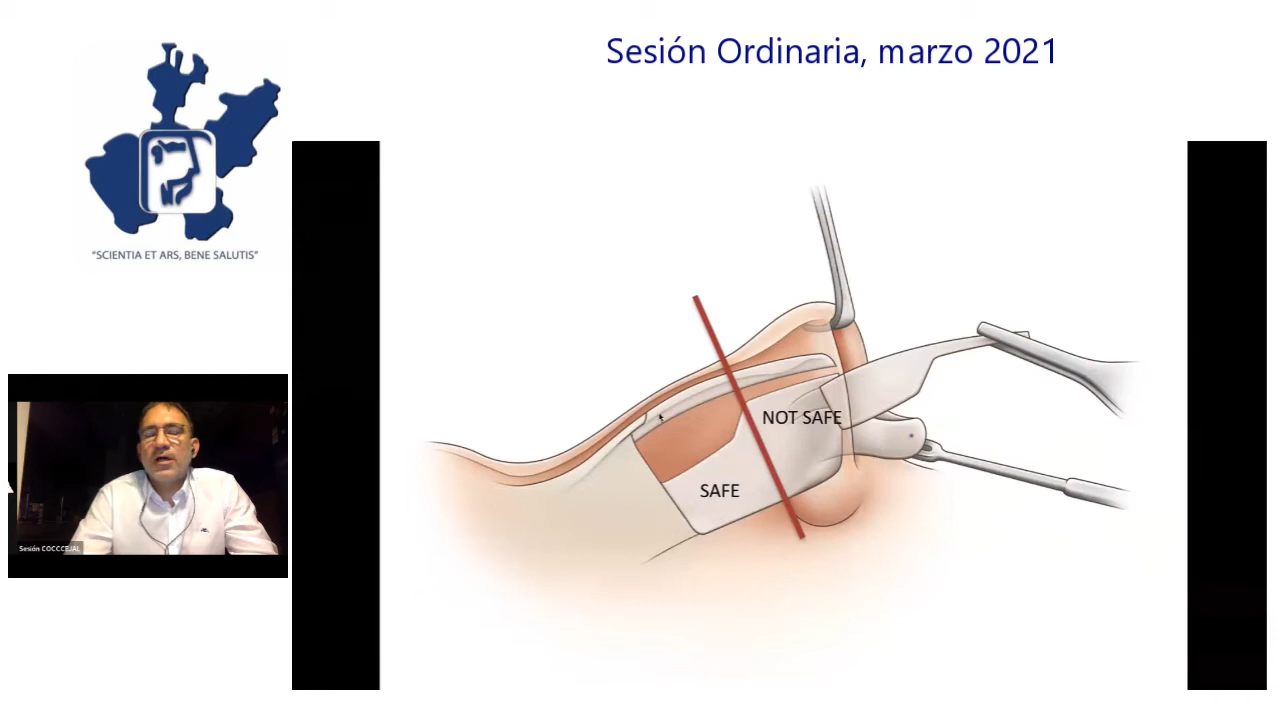 Sesión Ordinaria, marzo 2021
"SCIENTIA ET ARS, BENE SALUTIS"
NOT SAFE
SAFE
Sesión COCCCEJAL